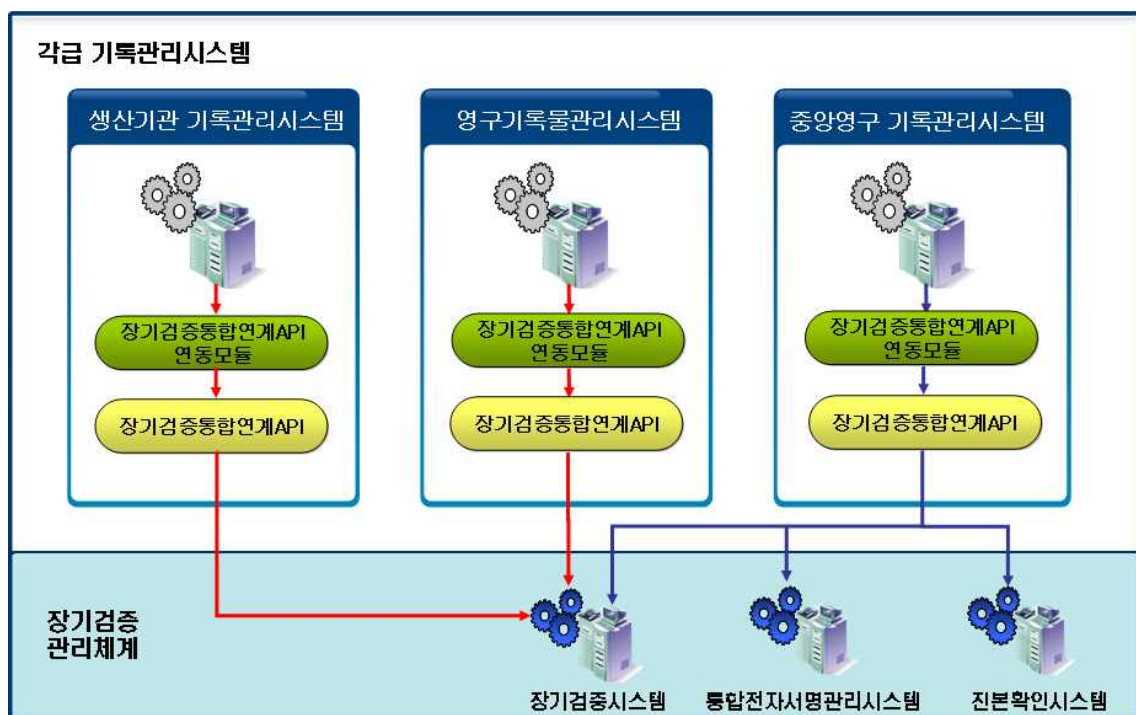 각급 기록관리시스템
생산기관 기록관리시스템
영구기록물관리시스템
중앙영구 기록관리시스템
장기검증통합연계API
연동모듈
장기검증통합연계API
연동모듈
장기검증통합연계API
연동모듈
장기검증통합연계API
장기검증통합연계API
장기검증통합연계API
장기검증
관리체계
장기검증시스템
통합전자서명관리시스템
진본확인시스템